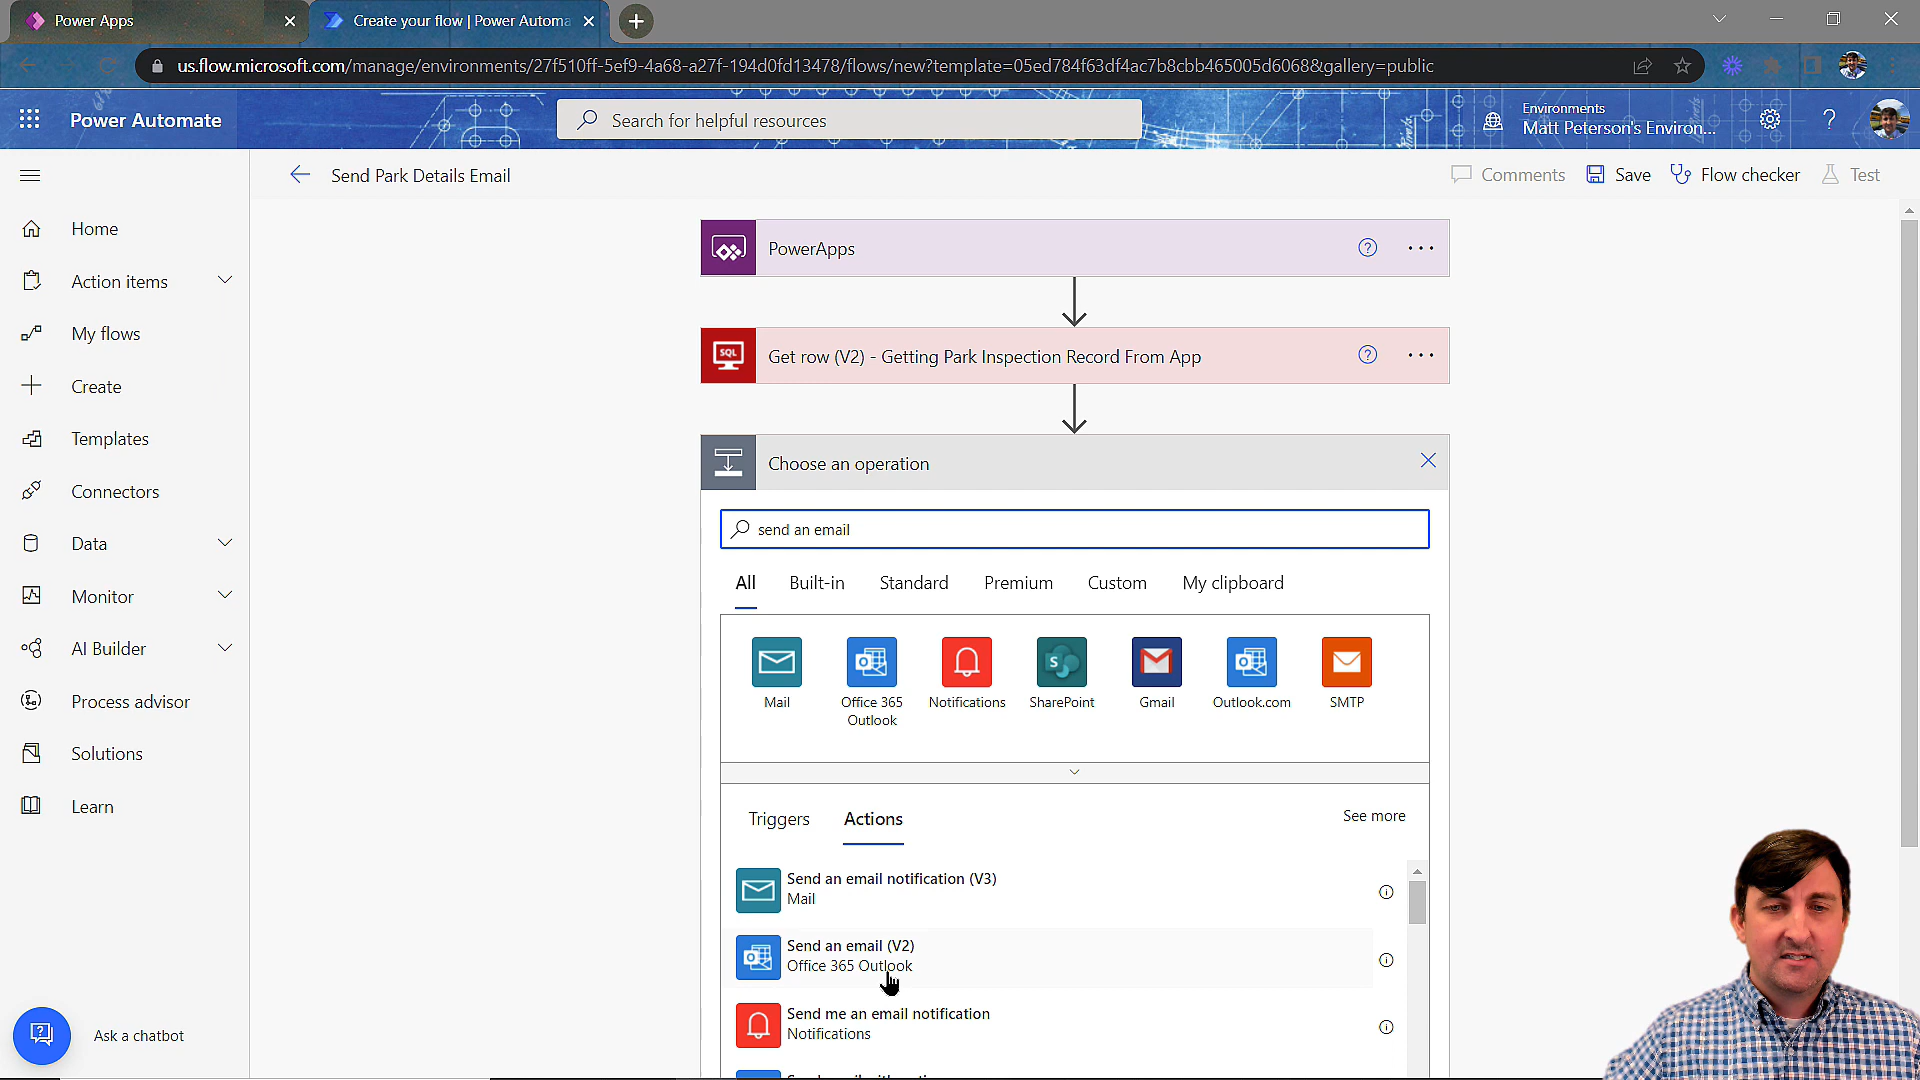 Power Apps
Create your flow | Power Automa
us.flow.microsoft.com/manage/environments/27f510ff-5ef9-4a68-a27f-194d0fd13478/flows/new?template=05ed784f63df4ac7b8cbb465005d6068&gallery=public
Power Automate
Search for helpful resources
Environments
Matt Peterson's Environ...
Send Park Details Email
Comments
Save
Flow checker
Test
Home
Action items
My flows
Create
Templates
Connectors
Data
Monitor
AI Builder
Process advisor
Solutions
Learn
Ask a chatbot
PowerApps
SQL
Get row (V2) - Getting Park Inspection Record From App
Choose an operation
send an email
All Built-in Standard Premium Custom My clipboard
Mail
Office 365
Outlook
Notifications
SharePoint
Gmail
Outlook.com
SMTP
Triggers
Actions
See more
Send an email notification (V3)
Mail
Send an email (V2)
Office 365 Outlook
Send me an email notification
Notifications